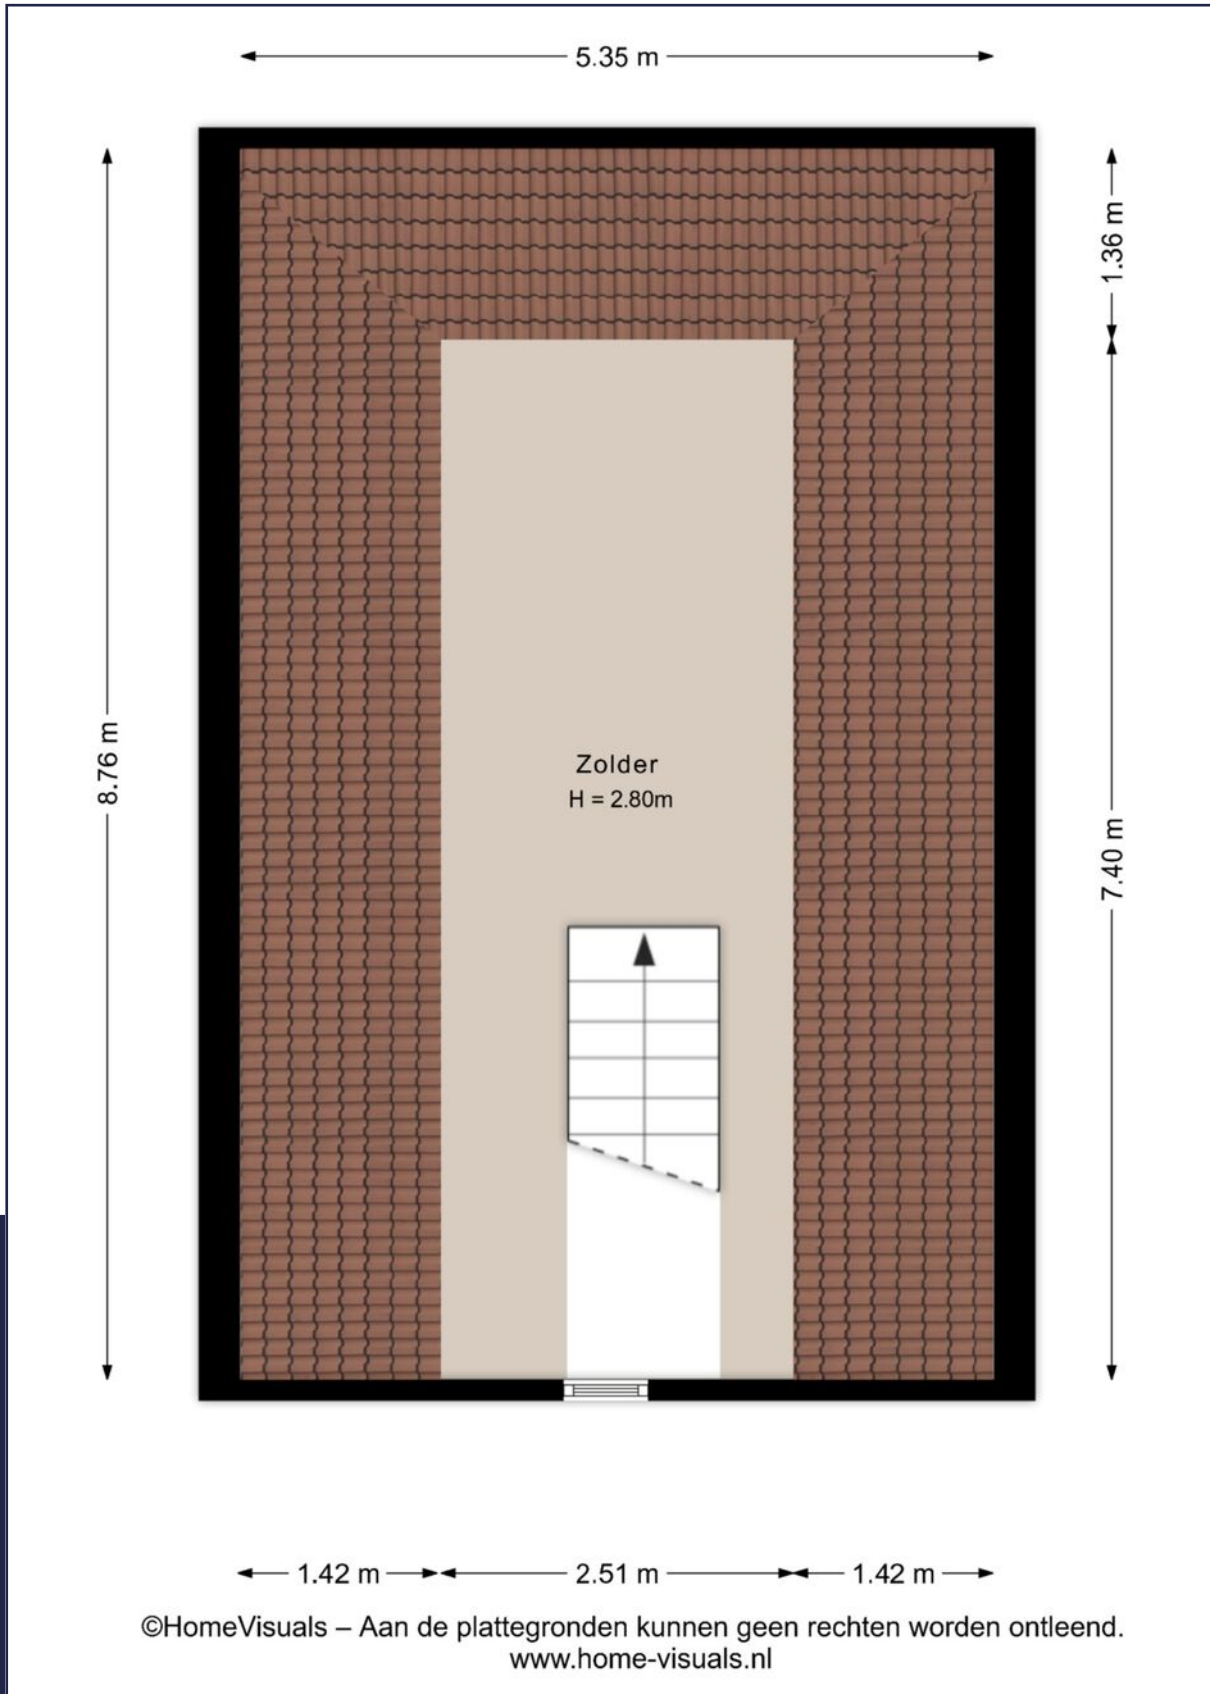 5.35 m
1.36 m
8.76 m
Zolder
H = 2.80m
7.40 m
1.42 m
2.51 m
1.42 m
©HomeVisuals – Aan de plattegronden kunnen geen rechten worden ontleend.
www.home-visuals.nl